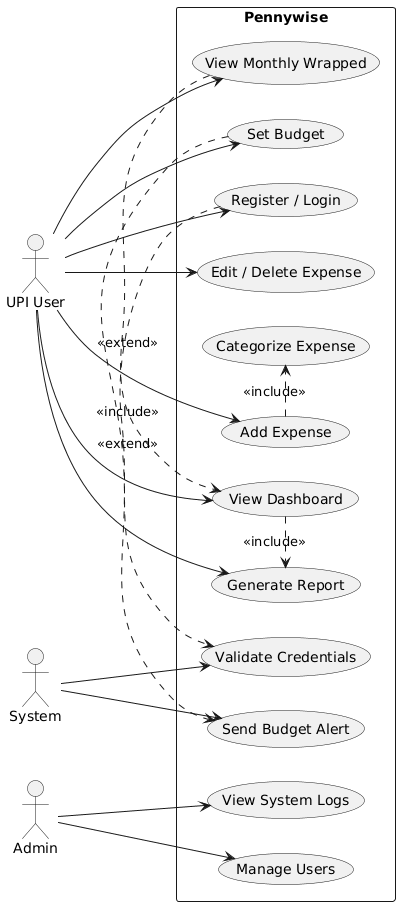 Pennywise
View Monthly Wrapped
Set Budget
Register / Login
Edit / Delete Expense
UPI User
Categorize Expense
«extend»
«include»
«include»
Add Expense
«extend»
View Dashboard
«include»
Generate Report
Validate Credentials
System
Send Budget Alert
View System Logs
Admin
Manage Users